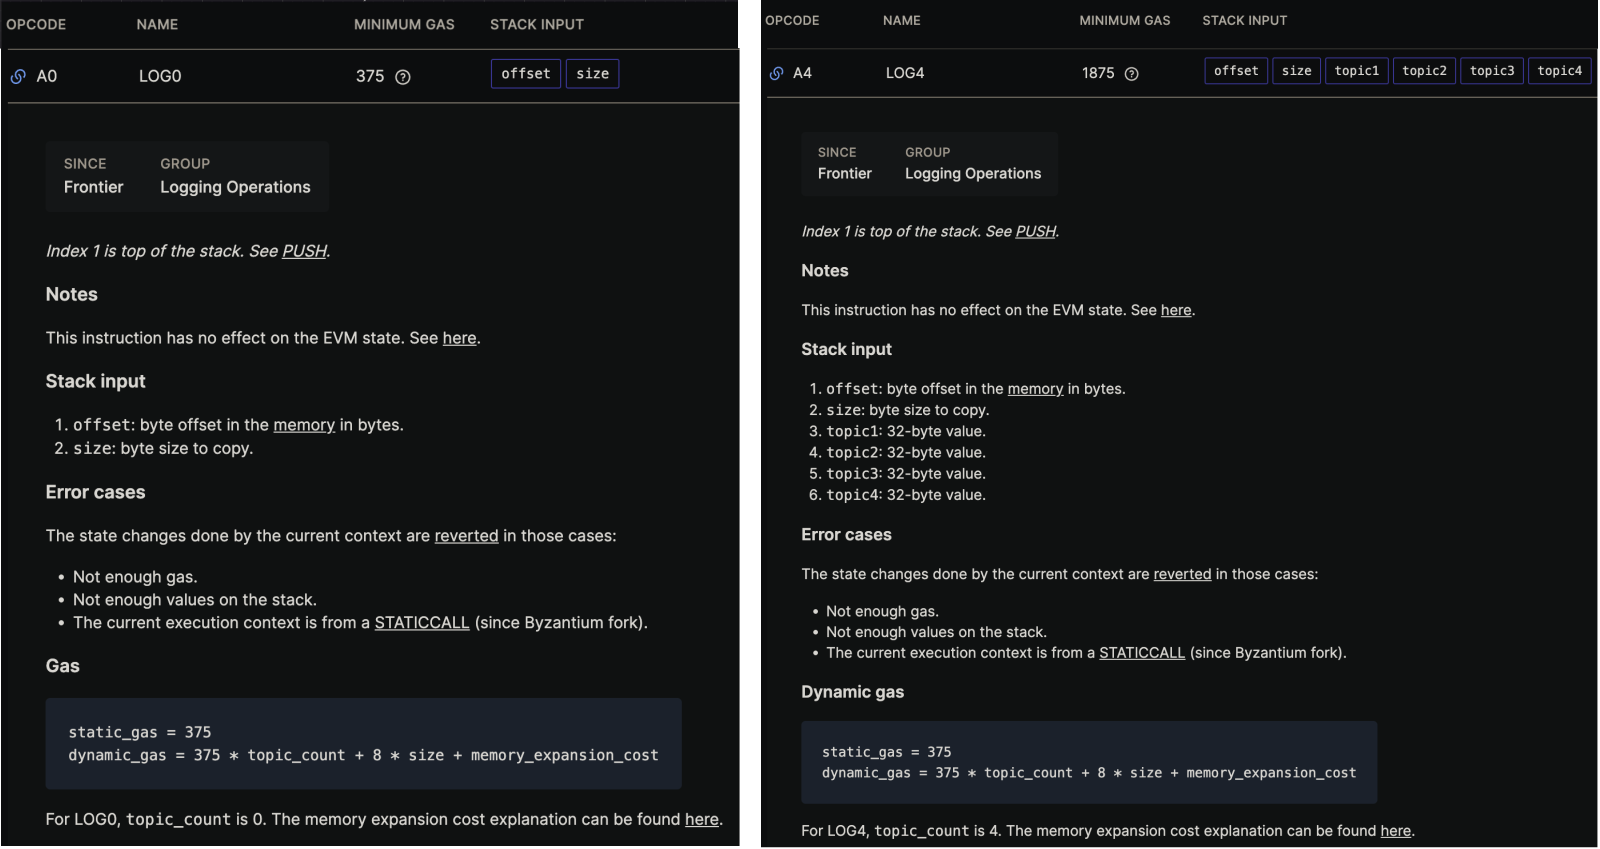 OPCODE NAME MINIMUM GAS STACK INPUT
A0 LOG0 375 ? offset size
SINCE GROUP
Frontier Logging Operations
Index 1 is top of the stack. See PUSH.
Notes
This instruction has no effect on the EVM state. See here.
Stack input
1. offset: byte offset in the memory in bytes.
2. size: byte size to copy.
Error cases
The state changes done by the current context are reverted in those cases:
• Not enough gas.
• Not enough values on the stack.
• The current execution context is from a STATICCALL (since Byzantium fork).
Gas
static_gas = 375
dynamic_gas = 375 * topic_count + 8 * size + memory_expansion_cost
For LOG0, topic_count is 0. The memory expansion cost explanation can be found here.
OPCODE NAME MINIMUM GAS STACK INPUT
A4 LOG4 1875 ? offset size topic1 topic2 topic3 topic4
SINCE GROUP
Frontier Logging Operations
Index 1 is top of the stack. See PUSH.
Notes
This instruction has no effect on the EVM state. See here.
Stack input
1. offset: byte offset in the memory in bytes.
2. size: byte size to copy.
3. topic1: 32-byte value.
4. topic2: 32-byte value.
5. topic3: 32-byte value.
6. topic4: 32-byte value.
Error cases
The state changes done by the current context are reverted in those cases:
• Not enough gas.
• Not enough values on the stack.
• The current execution context is from a STATICCALL (since Byzantium fork).
Dynamic gas
static_gas = 375
dynamic_gas = 375 * topic_count + 8 * size + memory_expansion_cost
For LOG4, topic_count is 4. The memory expansion cost explanation can be found here.